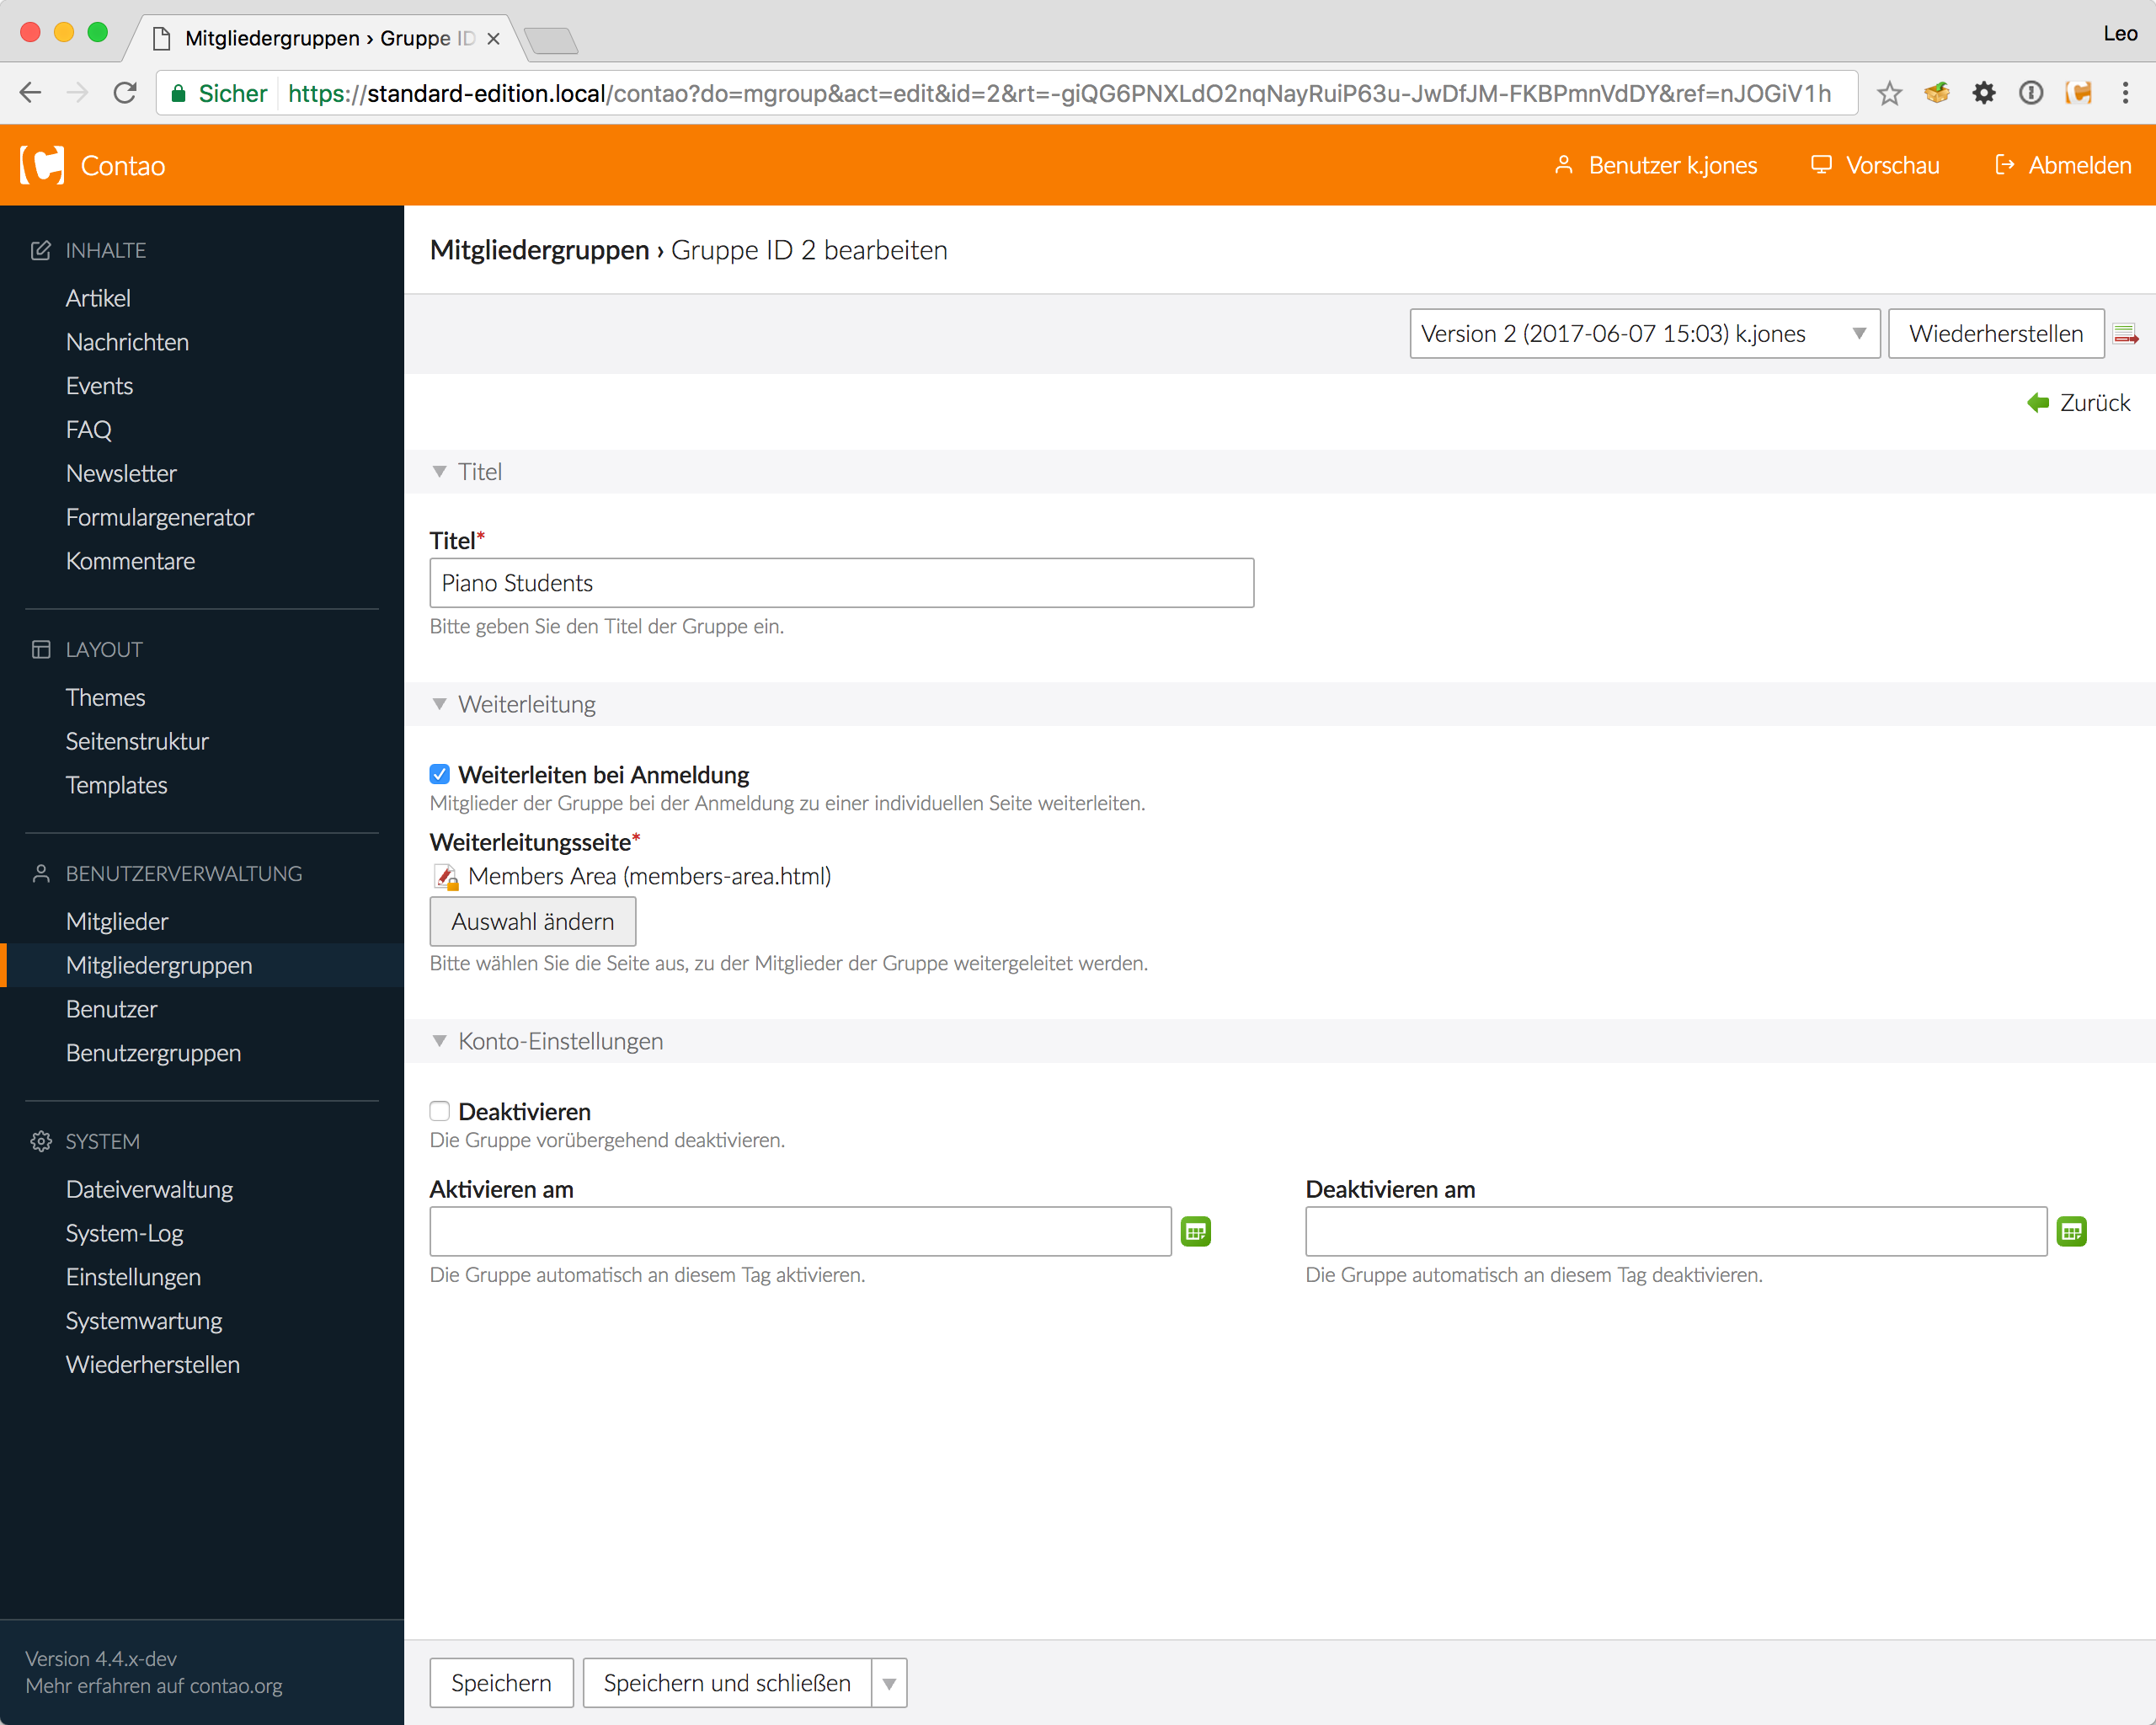 Mitgliedergruppen › Gruppe ID
Leo
Sicher https://standard-edition.local/contao?do=mgroup&act=edit&id=2&rt=-giQG6PNXLdO2nqNayRuiP63u-JwDfJM-FKBPmnVdDY&ref=nJOGiV1h
Contao
Benutzer k.jones Vorschau Abmelden
INHALTE
Artikel
Nachrichten
Events
FAQ
Newsletter
Formulargenerator
Kommentare
LAYOUT
Themes
Seitenstruktur
Templates
BENUTZERVERWALTUNG
Mitglieder
Mitgliedergruppen
Benutzer
Benutzergruppen
SYSTEM
Dateiverwaltung
System-Log
Einstellungen
Systemwartung
Wiederherstellen
Version 4.4.x-dev
Mehr erfahren auf contao.org
Mitgliedergruppen › Gruppe ID 2 bearbeiten
Version 2 (2017-06-07 15:03) k.jones Wiederherstellen
Zurück
Titel
Titel*
Piano Students
Bitte geben Sie den Titel der Gruppe ein.
Weiterleitung
Weiterleiten bei Anmeldung
Mitglieder der Gruppe bei der Anmeldung zu einer individuellen Seite weiterleiten.
Weiterleitungsseite*
Members Area (members-area.html)
Auswahl ändern
Bitte wählen Sie die Seite aus, zu der Mitglieder der Gruppe weitergeleitet werden.
Konto-Einstellungen
Deaktivieren
Die Gruppe vorübergehend deaktivieren.
Aktivieren am
Die Gruppe automatisch an diesem Tag aktivieren.
Deaktivieren am
Die Gruppe automatisch an diesem Tag deaktivieren.
Speichern Speichern und schließen